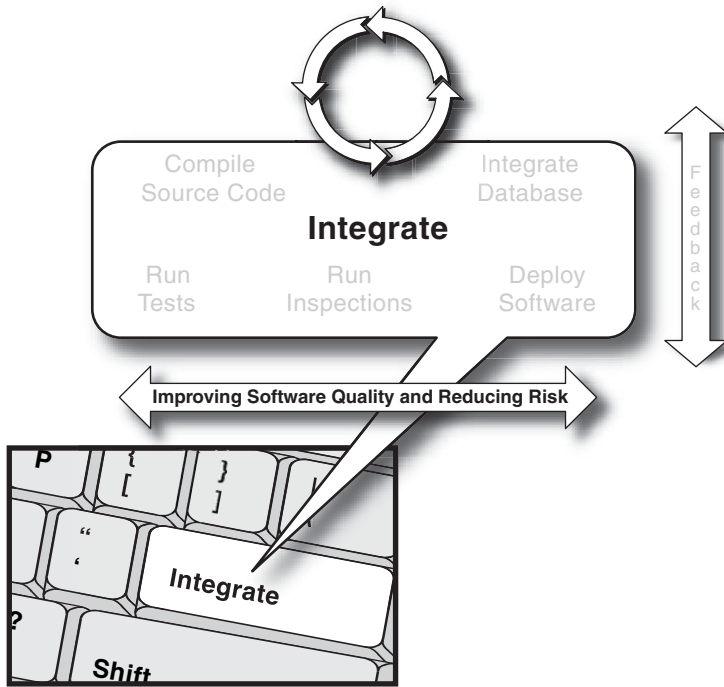 Compile
Source Code
Integrate
Database
Integrate
Run
Tests
Run
Inspections
Deploy
Software
Feedback
Improving Software Quality and Reducing Risk
P
{
[
}
]
|
\
“
‘
Integrate
?
Shift